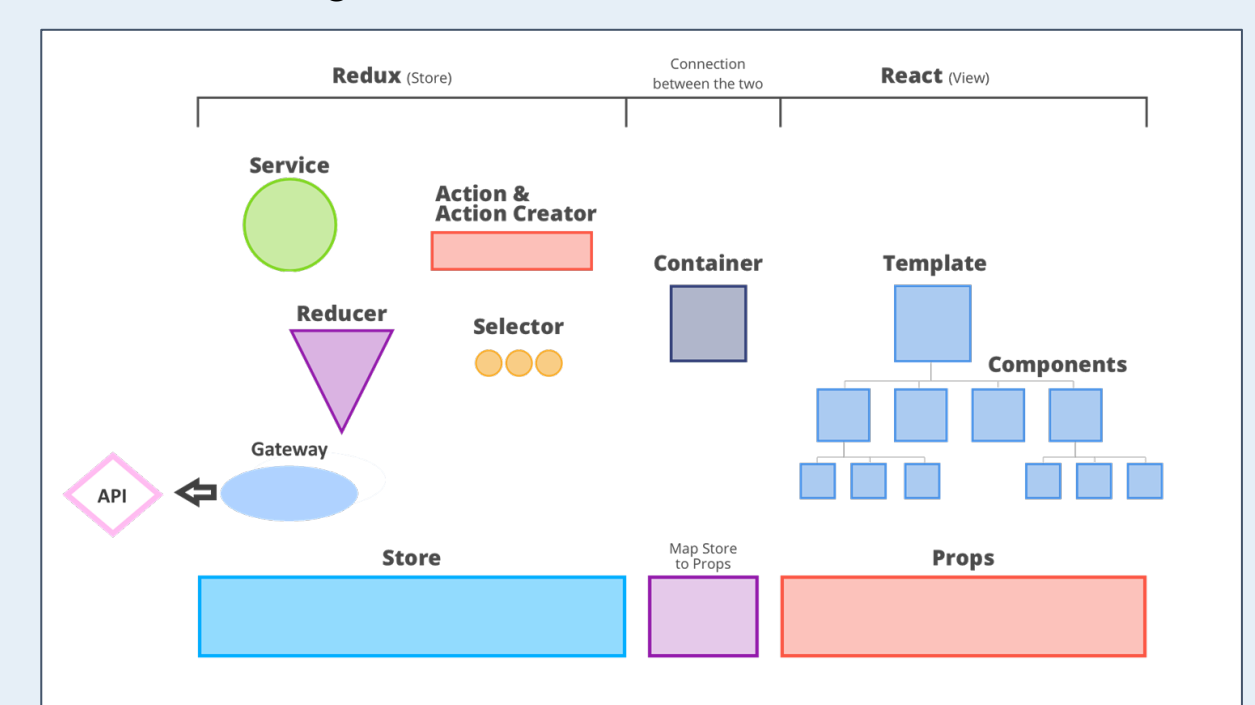 Redux (Store)
Connection
between the two
React (View)
Service
Action &
Action Creator
Container
Template
Reducer
Selector
Components
Gateway
API
Store
Map Store
to Props
Props